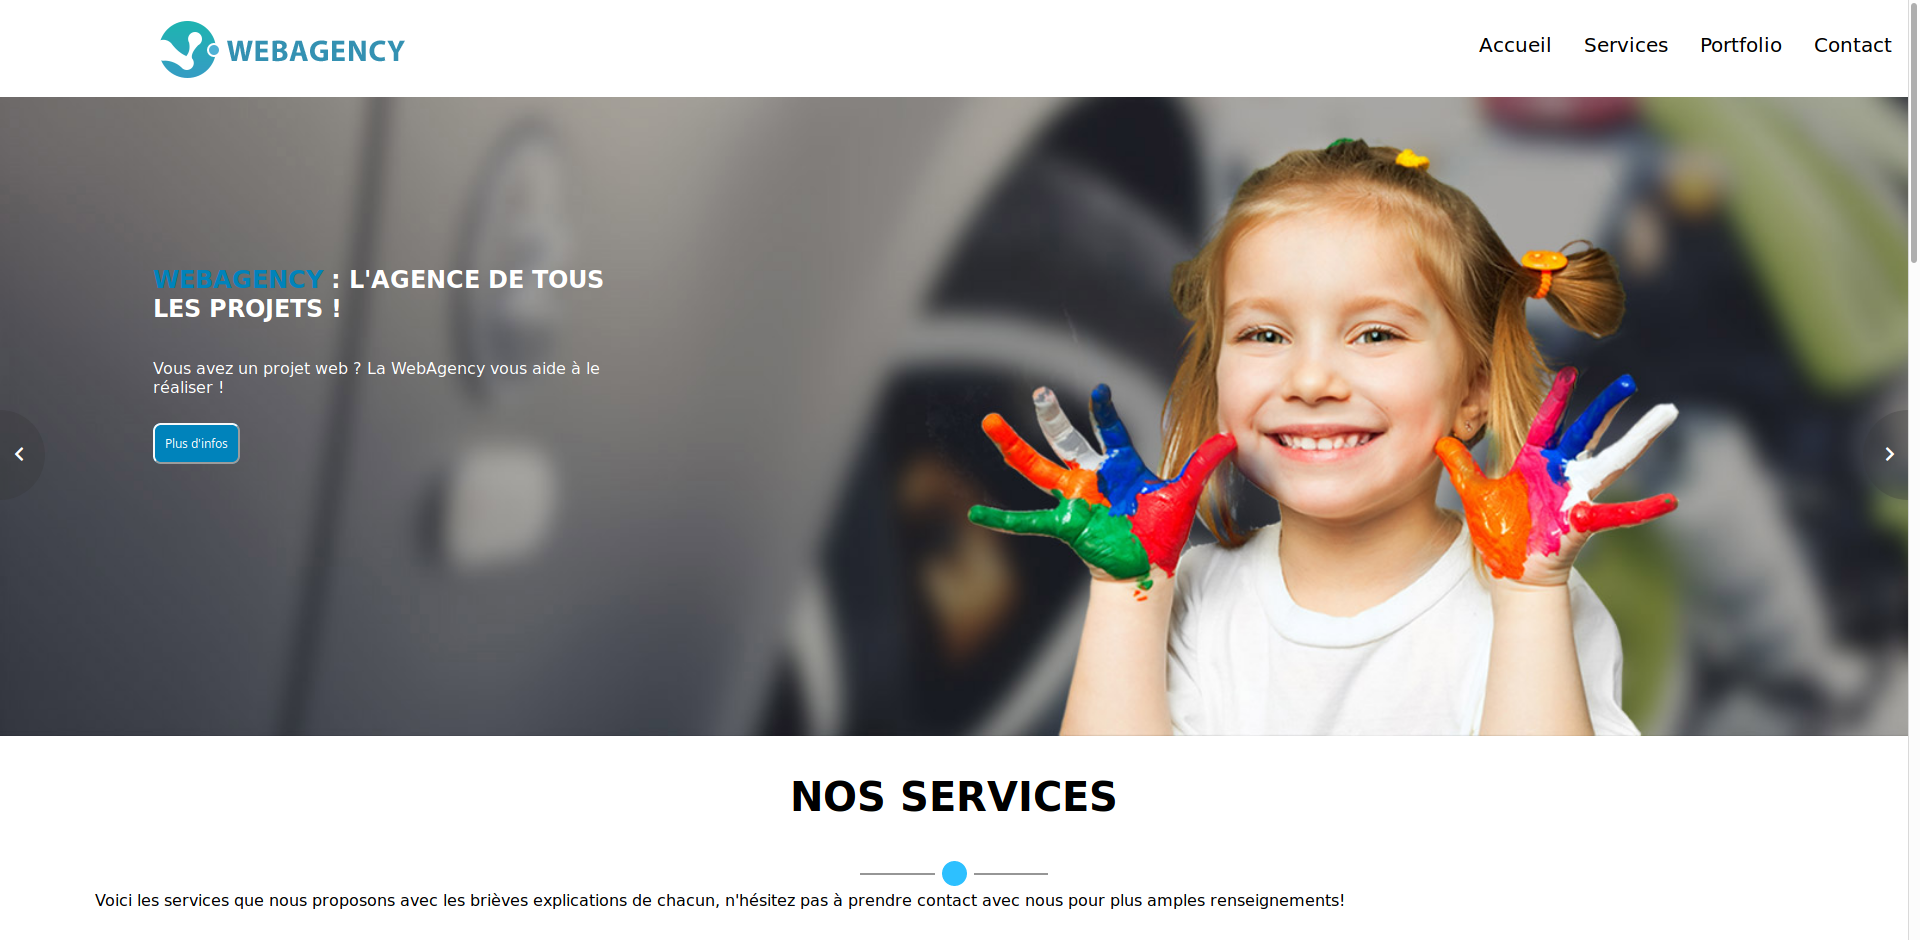 WEBAGENCY
Accueil Services Portfolio Contact
WEBAGENCY : L'AGENCE DE TOUS
LES PROJETS !
Vous avez un projet web ? La WebAgency vous aide à le
réaliser !
Plus d'infos
NOS SERVICES
Voici les services que nous proposons avec les brièves explications de chacun, n'hésitez pas à prendre contact avec nous pour plus amples renseignements!